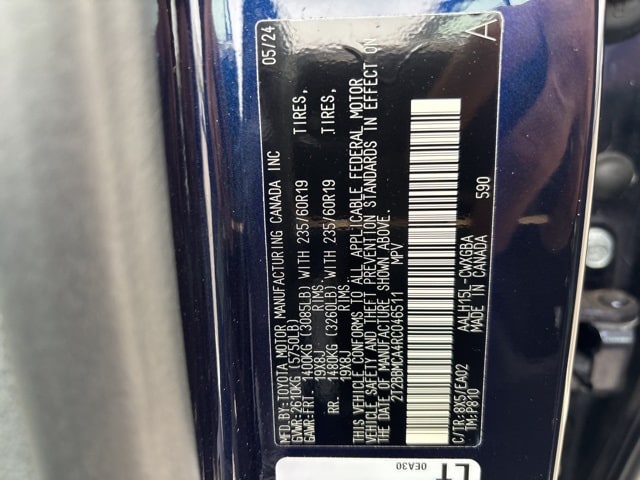 MFD.BY:TOYOTA MOTOR MANUFACTURING CANADA INC 05/24
GVWR:2610KG (5750LB)
GAWR:FRT. 1400KG (3085LB) WITH 235/60R19 TIRES,
19X8J RIMS.
RR. 1480KG (3260LB) WITH 235/60R19 TIRES,
19X8J RIMS.
THIS VEHICLE CONFORMS TO ALL APPLICABLE FEDERAL MOTOR
VEHICLE SAFETY AND THEFT PREVENTION STANDARDS IN EFFECT ON
THE DATE OF MANUFACTURE SHOWN ABOVE.
2T2BBMCA4RC046511 MPV
C/TR:8X5/EA02 AALH15L-CWXGBA 590
TM:P810 MADE IN CANADA A
0EA30